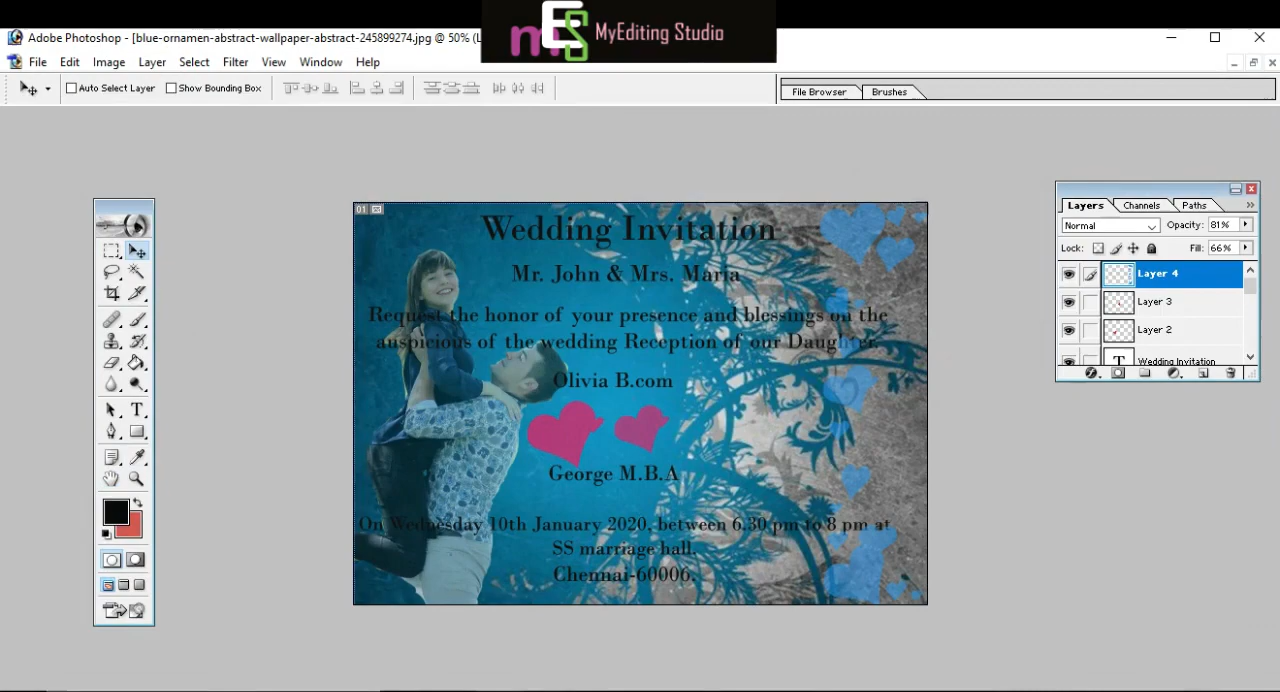 mES MyEditing Studio
Adobe Photoshop - [blue-ornamen-abstract-wallpaper-abstract-245899274.jpg @ 50% (L
File Edit Image Layer Select Filter View Window Help
Auto Select Layer Show Bounding Box
File Browser Brushes
01
Wedding Invitation
Mr. John & Mrs. Maria
Request the honor of your presence and blessings on the
auspicious of the wedding Reception of our Daughter.
Olivia B.com
George M.B.A
On Wednesday 10th January 2020, between 6.30 pm to 8 pm at
SS marriage hall.
Chennai-60006.
Layers Channels Paths
Normal Opacity: 81%
Lock: Fill: 66%
Layer 4
Layer 3
Layer 2
T Wedding Invitation